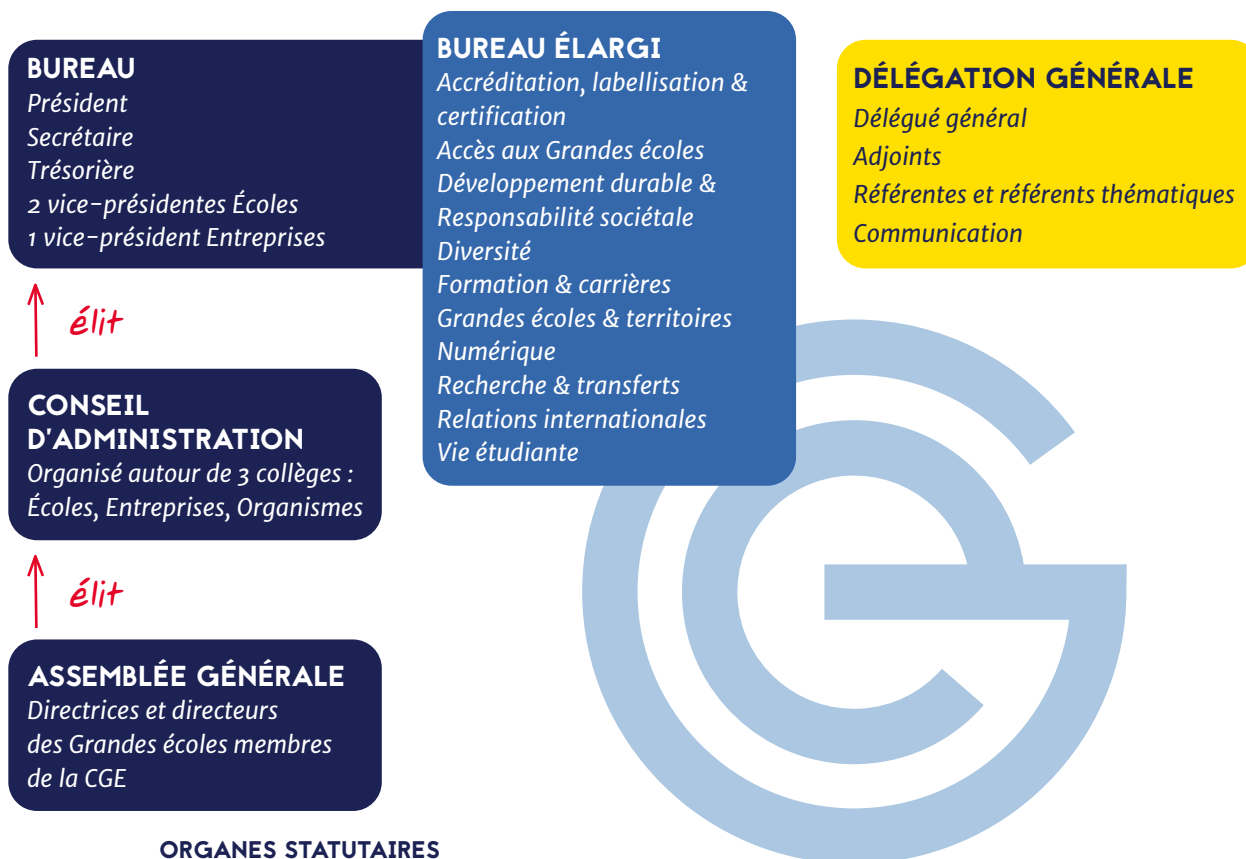 BUREAU
Président
Secrétaire
Trésorière
2 vice-présidentes Écoles
1 vice-président Entreprises
BUREAU ÉLARGI
Accréditation, labellisation &
certification
Accès aux Grandes écoles
Développement durable &
Responsabilité sociétale
Diversité
Formation & carrières
Grandes écoles & territoires
Numérique
Recherche & transferts
Relations internationales
Vie étudiante
DÉLÉGATION GÉNÉRALE
Délégué général
Adjoints
Référentes et référents thématiques
Communication
élit
CONSEIL
D'ADMINISTRATION
Organisé autour de 3 collèges :
Écoles, Entreprises, Organismes
élit
ASSEMBLÉE GÉNÉRALE
Directrices et directeurs
des Grandes écoles membres
de la CGE
ORGANES STATUTAIRES